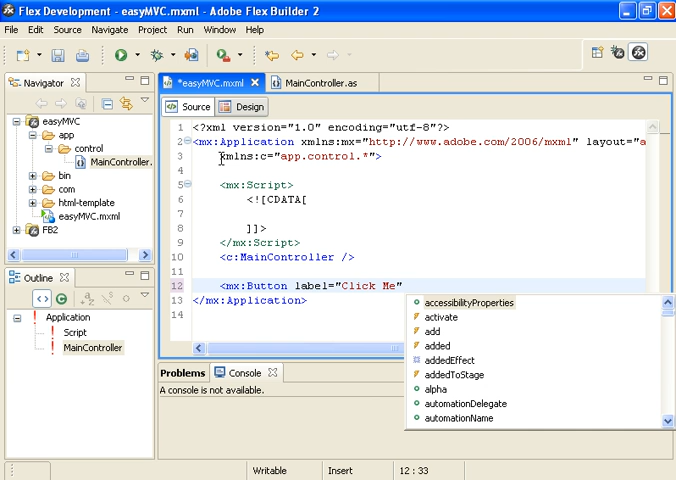 Flex Development - easyMVC.mxml - Adobe Flex Builder 2
File Edit Source Navigate Project Run Window Help
Navigator
*easyMVC.mxml MainController.as
Source Design
easyMVC
app
control
MainController.
bin
com
html-template
easyMVC.mxml
FB2
1 <?xml version="1.0" encoding="utf-8"?>
2 <mx:Application xmlns:mx="http://www.adobe.com/2006/mxml" layout="a
3 xmlns:c="app.control.*">
4
5 <mx:Script>
6 <![CDATA[
7
8 ]]>
9 </mx:Script>
10 <c:MainController />
11
12 <mx:Button label="Click Me"
13 </mx:Application>
14
Outline
Application
Script
MainController
accessibilityProperties
activate
add
added
addedEffect
addedToStage
alpha
automationDelegate
automationName
Problems Console
A console is not available.
Writable Insert 12 : 33